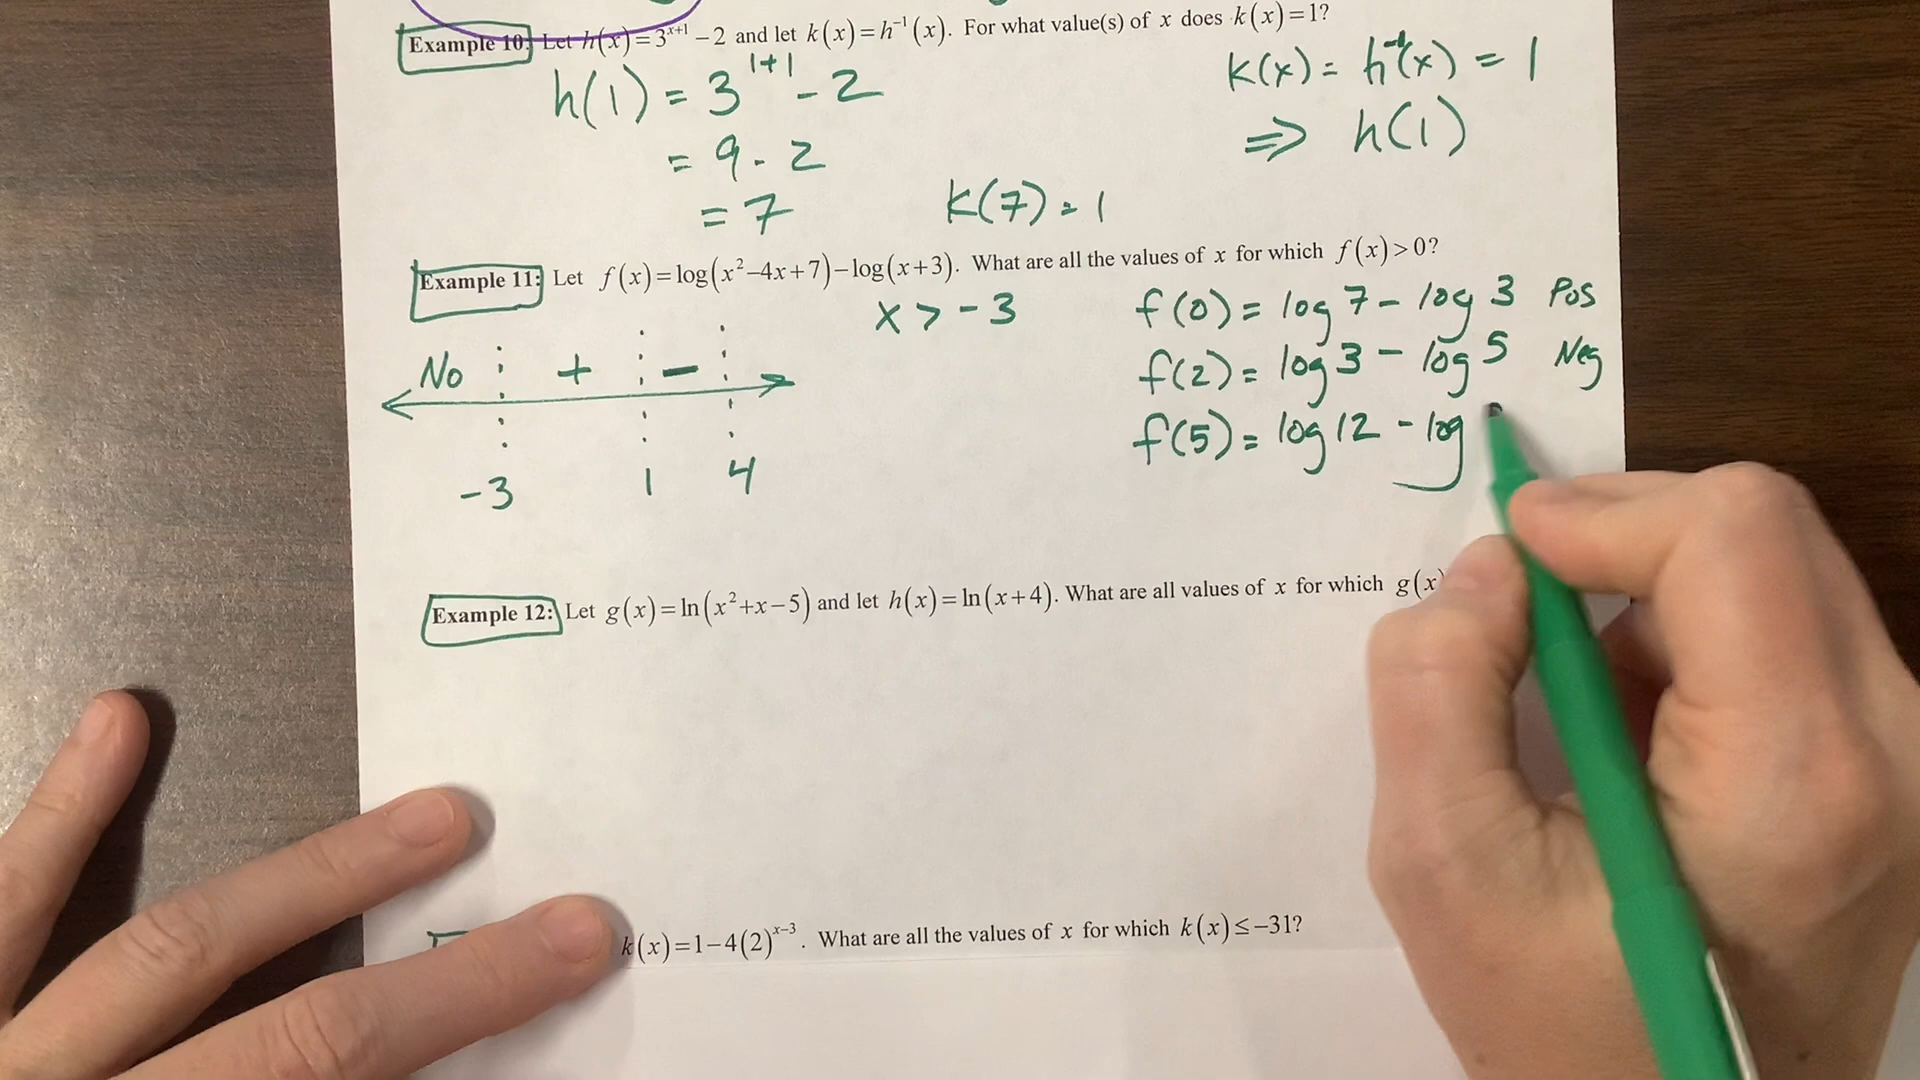 Example 10: Let h(x)=3^{x+1}−2 and let k(x)=h^{-1}(x). For what value(s) of x does k(x)=1?
h(1) = 3^{1+1} - 2
= 9 - 2
= 7
k(7) = 1
k(x) = h^{-1}(x) = 1
⇒ h(1)
Example 11: Let f(x)=log(x²−4x+7)−log(x+3). What are all the values of x for which f(x)>0?
x > -3
No + -
-3 1 4
f(0) = log 7 - log 3 Pos
f(2) = log 3 - log 5 Neg
f(5) = log 12 - log
Example 12: Let g(x)=ln(x²+x−5) and let h(x)=ln(x+4). What are all values of x for which g(x)
k(x)=1−4(2)^{x−3}. What are all the values of x for which k(x)≤−31?